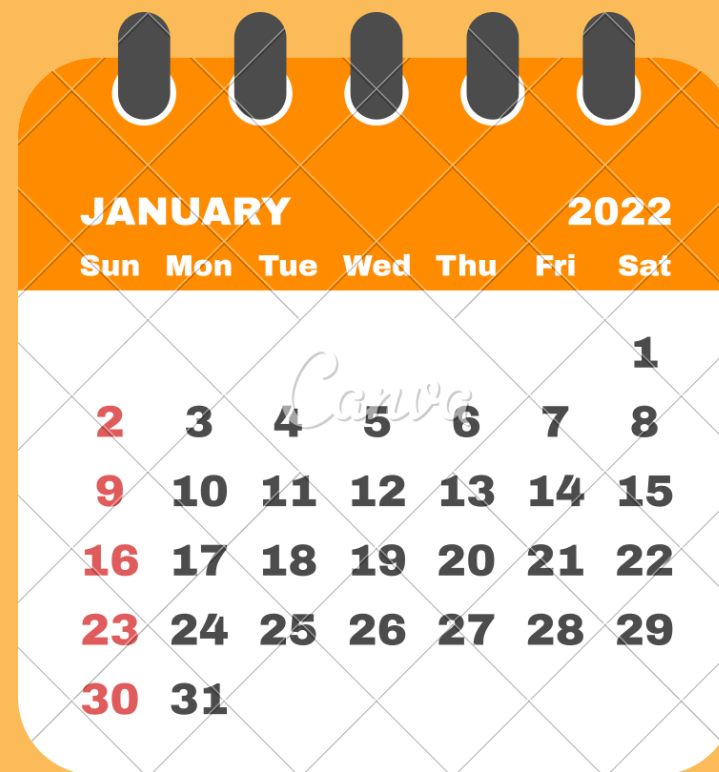 JANUARY 2022
Sun Mon Tue Wed Thu Fri Sat
1
2 3 4 5 6 7 8
Canva
9 10 11 12 13 14 15
16 17 18 19 20 21 22
23 24 25 26 27 28 29
30 31